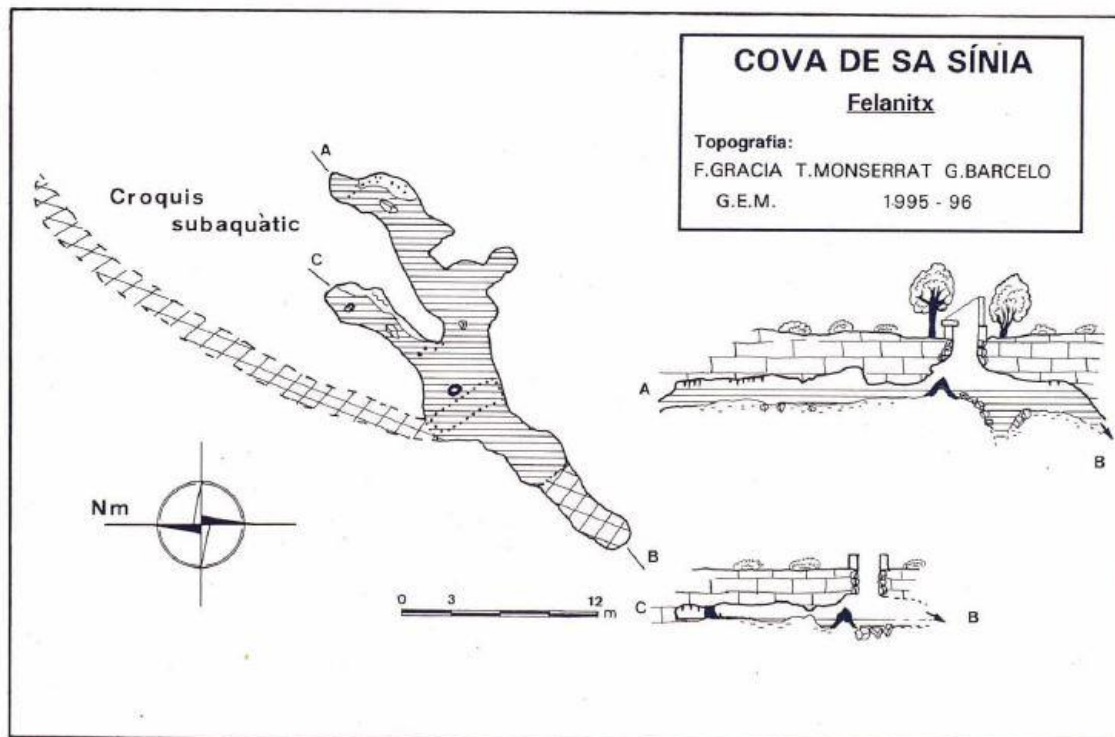 COVA DE SA SÍNIA
Felanitx
Topografia:
F.GRACIA T.MONSERRAT G.BARCELO
G.E.M. 1995 - 96
Croquis
subaquàtic
A
C
B
Nm
0 3 12
m
A
B
C
B